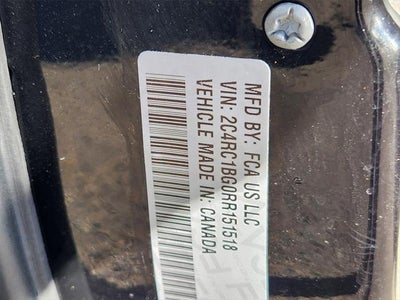 MFD BY: FCA US LLC
VIN: 2C4RC1BG0RR151518
VEHICLE MADE IN: CANADA